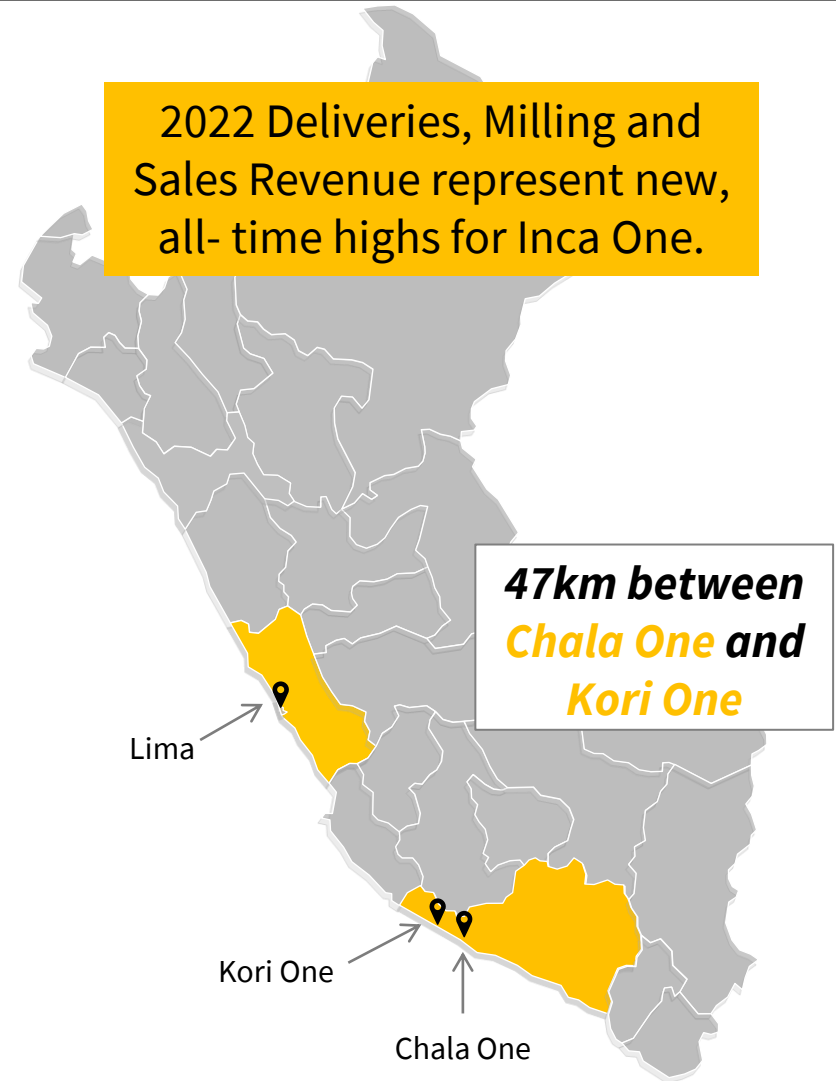 2022 Deliveries, Milling and
Sales Revenue represent new,
all- time highs for Inca One.
47km between
Chala One and
Kori One
Lima
Kori One
Chala One